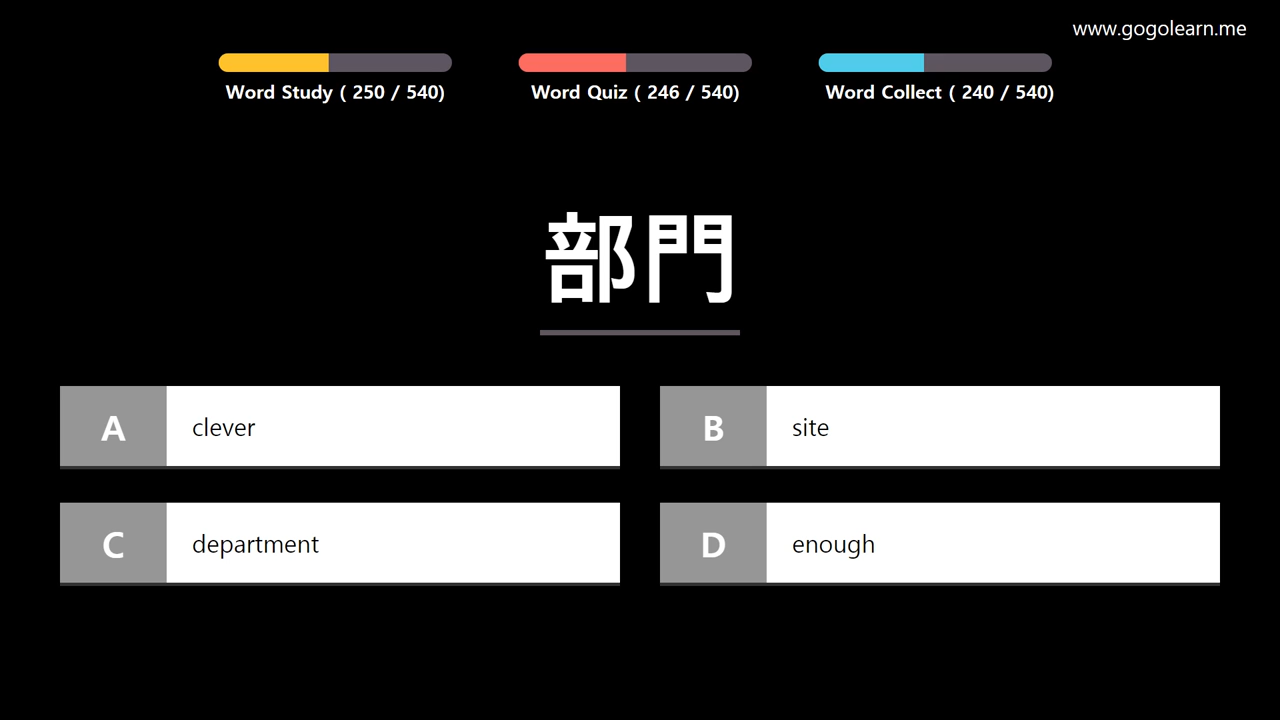 www.gogolearn.me
Word Study ( 250 / 540)
Word Quiz ( 246 / 540)
Word Collect ( 240 / 540)
部門
A clever
B site
C department
D enough